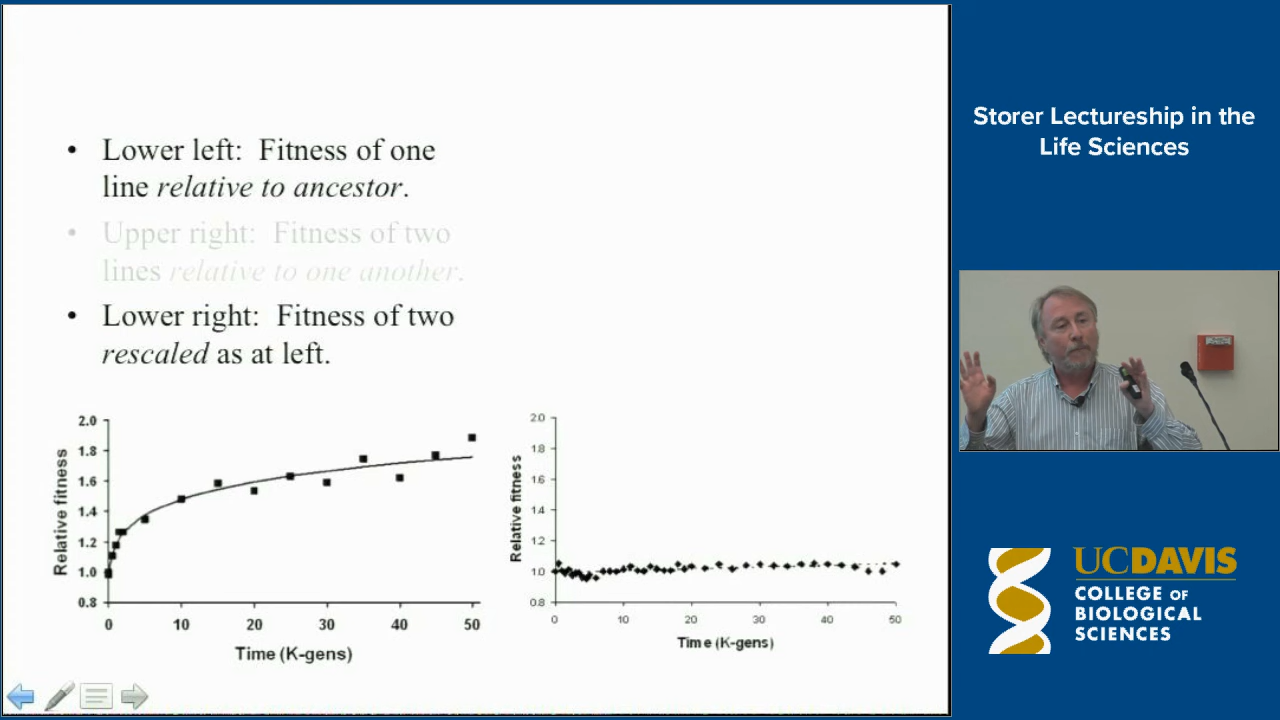 • Lower left: Fitness of one
line relative to ancestor.
• Upper right: Fitness of two
lines relative to one another.
• Lower right: Fitness of two
rescaled as at left.
Relative fitness
2.0
1.8
1.6
1.4
1.2
1.0
0.8
0 10 20 30 40 50
Time (K-gens)
Relative fitness
2.0
1.8
1.6
1.4
1.2
1.0
0.8
0 10 20 30 40 50
Time (K-gens)
Storer Lectureship in the
Life Sciences
UCDAVIS
COLLEGE OF
BIOLOGICAL
SCIENCES